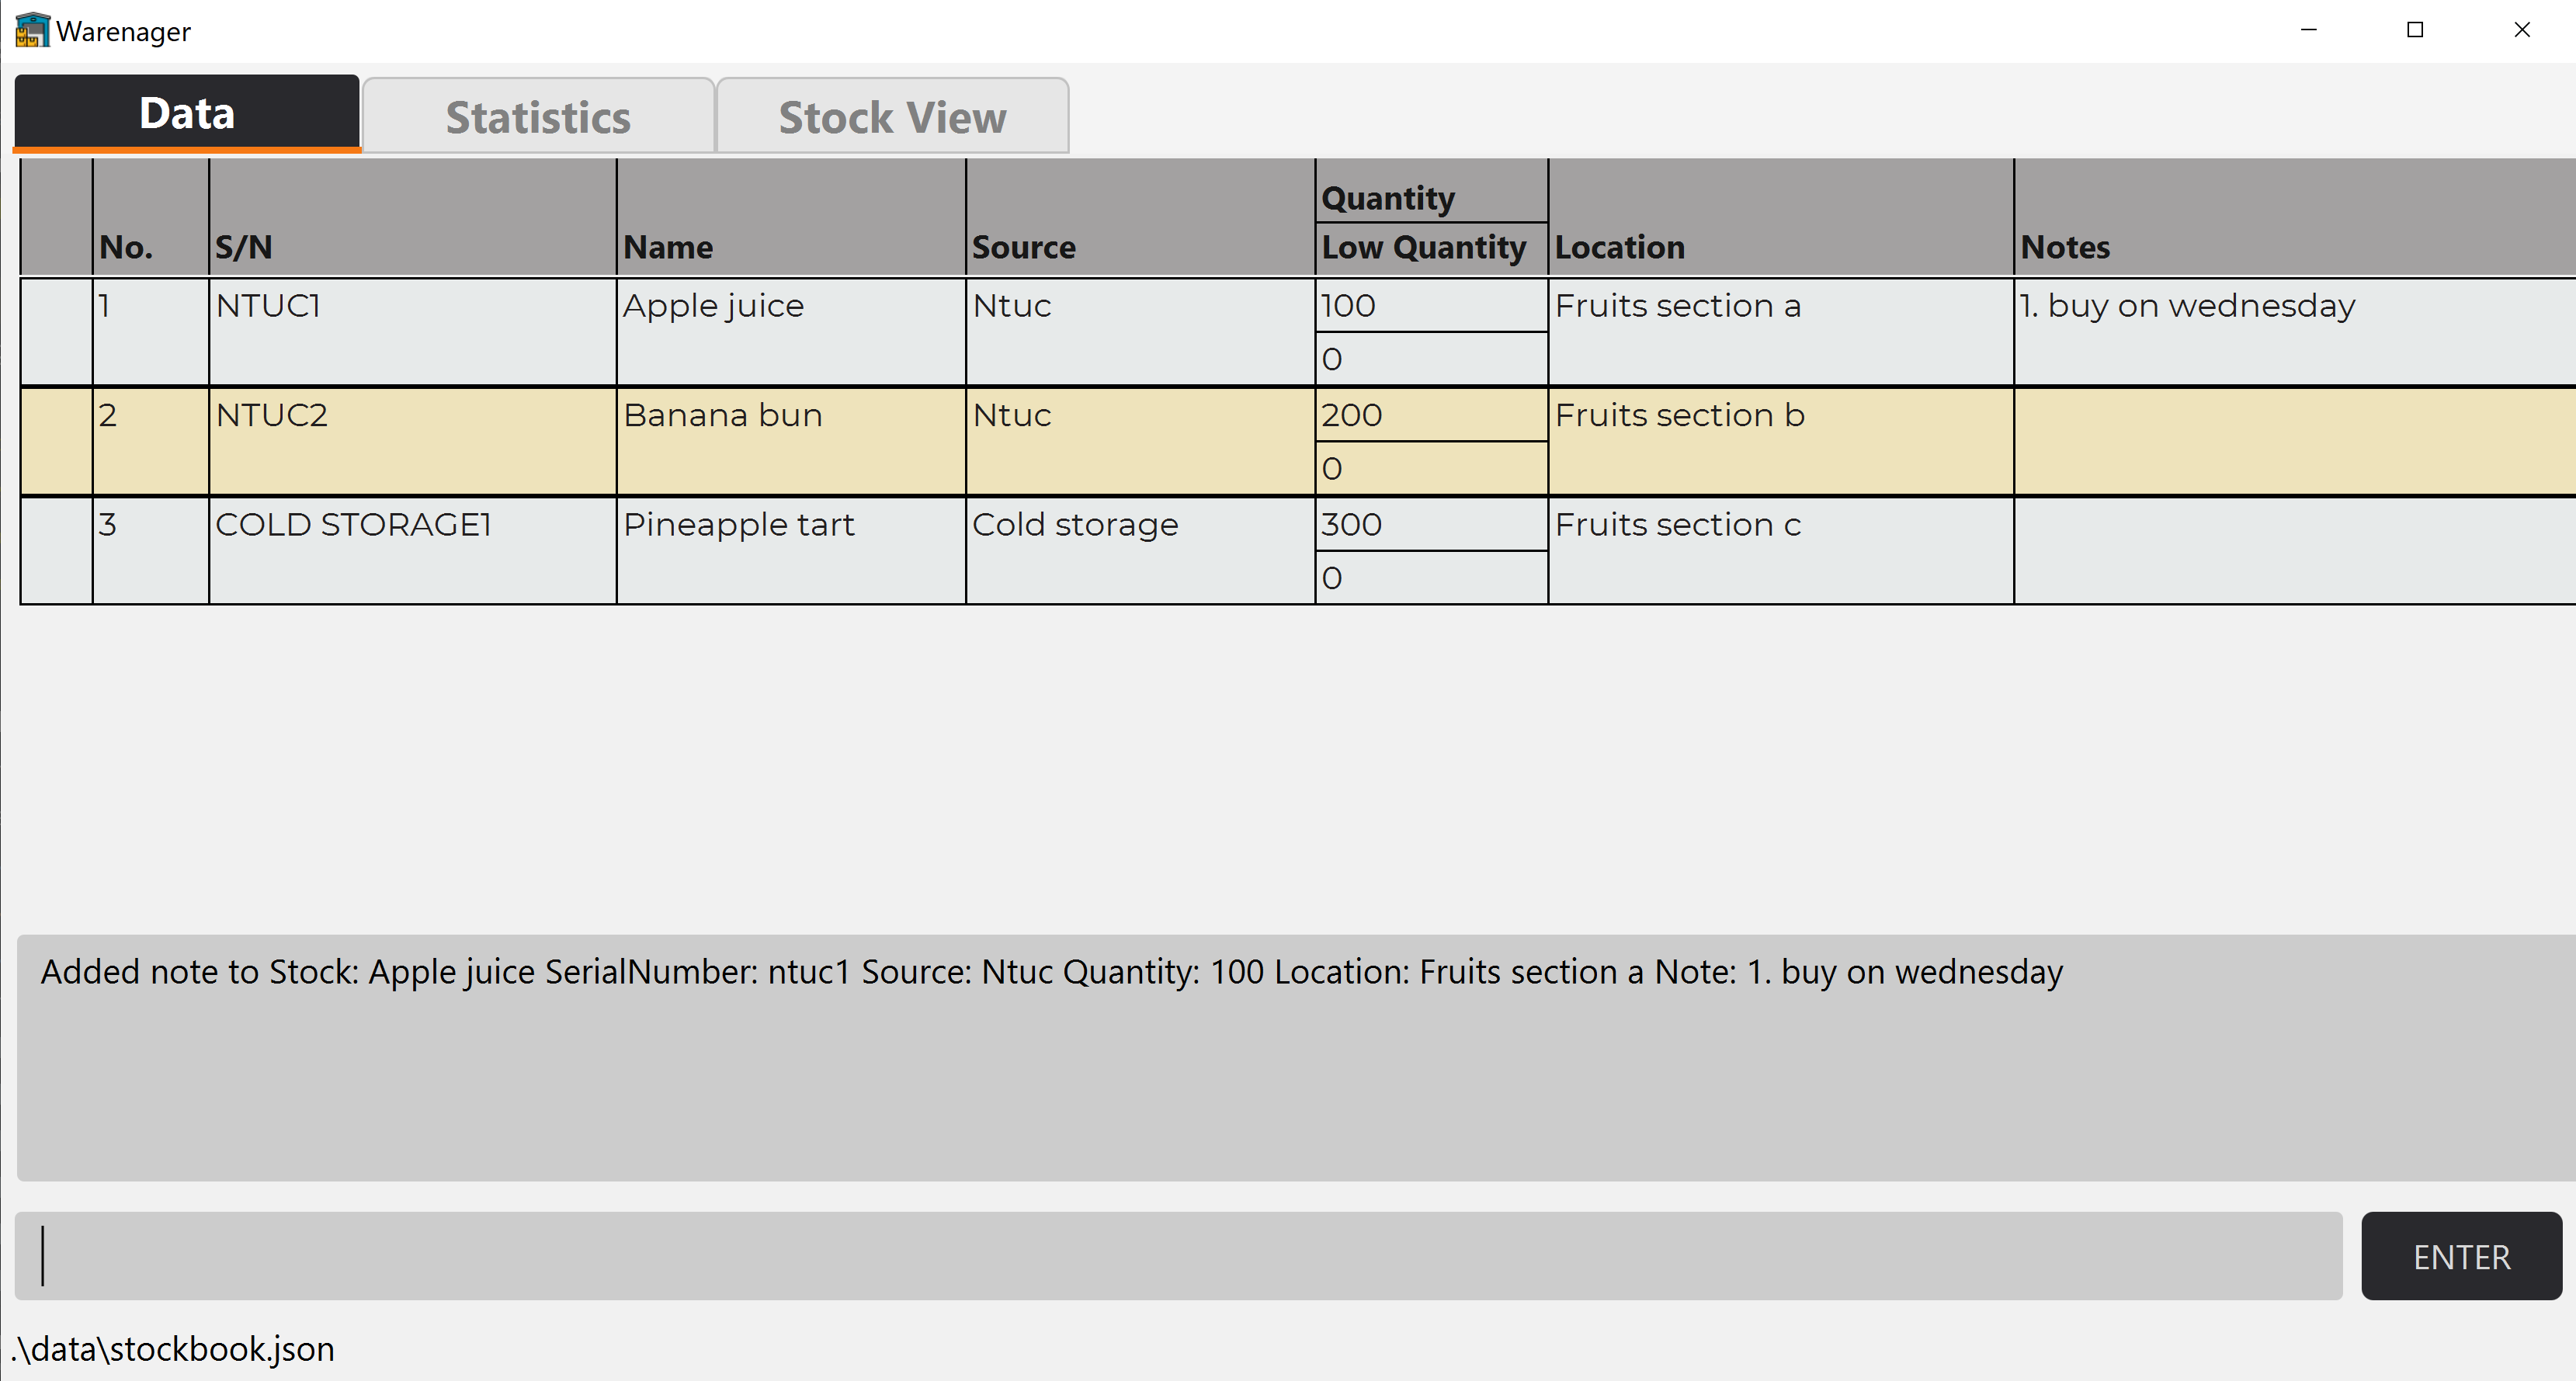 Warenager
Data Statistics Stock View
No. S/N Name Source Quantity Low Quantity Location Notes
1 NTUC1 Apple juice Ntuc 100 Fruits section a 1. buy on wednesday
0
2 NTUC2 Banana bun Ntuc 200 Fruits section b
0
3 COLD STORAGE1 Pineapple tart Cold storage 300 Fruits section c
0
Added note to Stock: Apple juice SerialNumber: ntuc1 Source: Ntuc Quantity: 100 Location: Fruits section a Note: 1. buy on wednesday
ENTER
.\data\stockbook.json